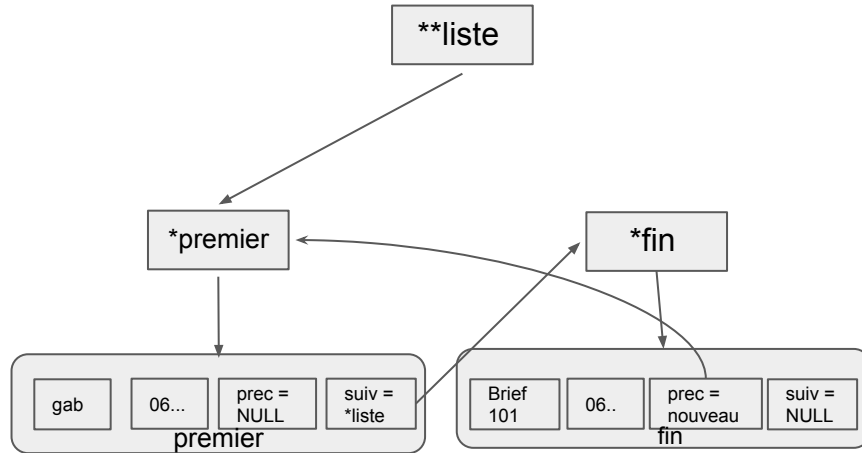 **liste
*premier
*fin
gab
06...
prec =
NULL
suiv =
*liste
premier
Brief
101
06..
prec =
nouveau
suiv =
NULL
fin